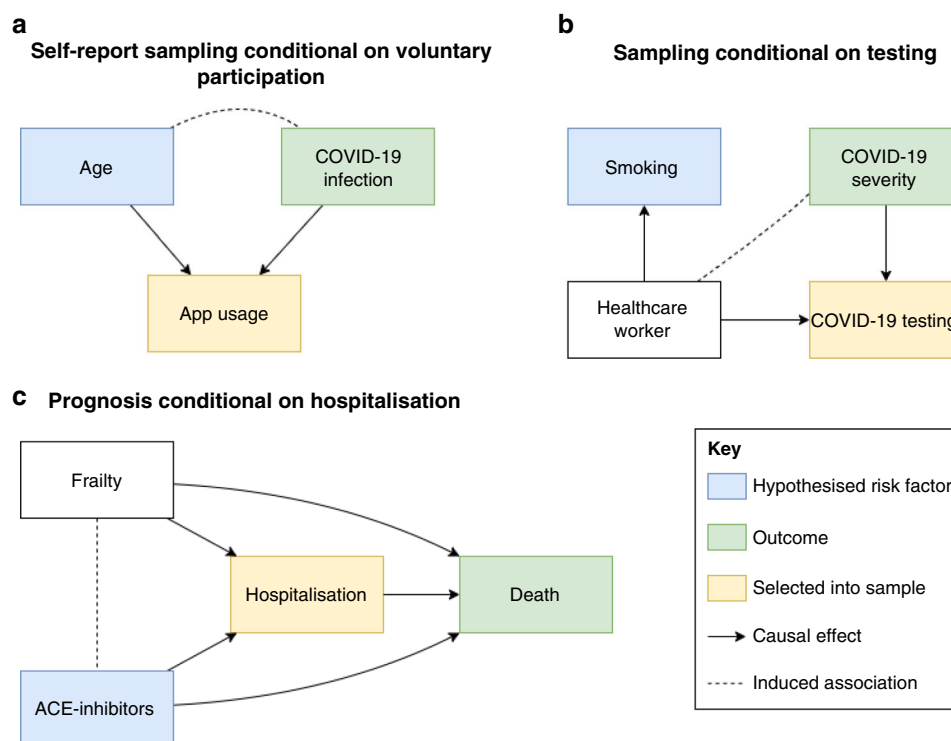 a
Self-report sampling conditional on voluntary
participation
Age
COVID-19
infection
App usage
b
Sampling conditional on testing
Smoking
COVID-19
severity
Healthcare
worker
COVID-19 testing
c Prognosis conditional on hospitalisation
Frailty
Hospitalisation
Death
ACE-inhibitors
Key
Hypothesised risk factor
Outcome
Selected into sample
Causal effect
Induced association